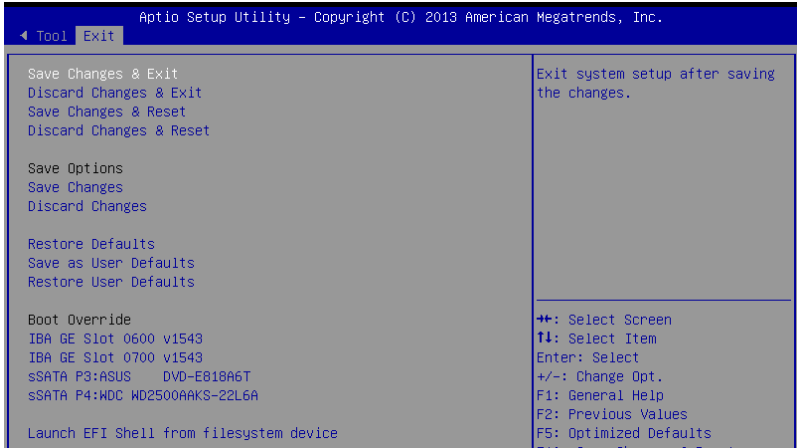 Aptio Setup Utility – Copyright (C) 2013 American Megatrends, Inc.
Tool Exit
Save Changes & Exit
Discard Changes & Exit
Save Changes & Reset
Discard Changes & Reset
Save Options
Save Changes
Discard Changes
Restore Defaults
Save as User Defaults
Restore User Defaults
Boot Override
IBA GE Slot 0600 v1543
IBA GE Slot 0700 v1543
sSATA P3:ASUS DVD-E818A6T
sSATA P4:WDC WD2500AAKS-22L6A
Launch EFI Shell from filesystem device
Exit system setup after saving
the changes.
→←: Select Screen
↑↓: Select Item
Enter: Select
+/-: Change Opt.
F1: General Help
F2: Previous Values
F5: Optimized Defaults